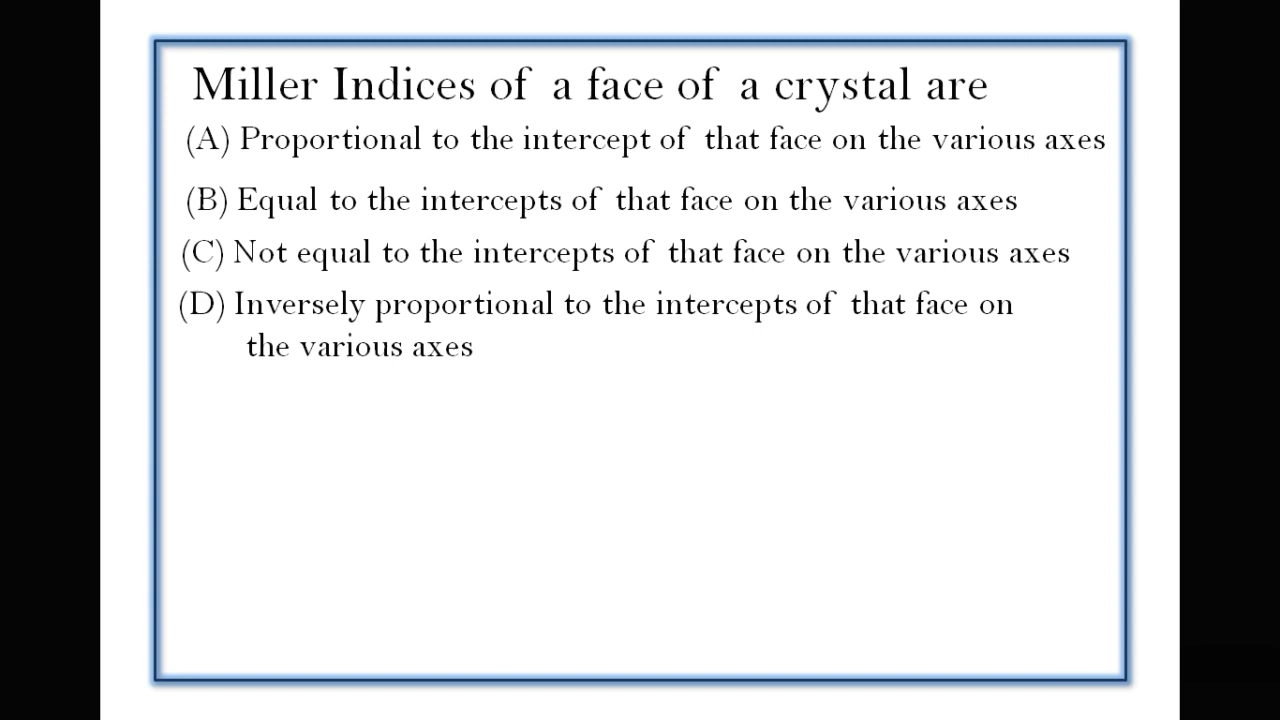 Miller Indices of a face of a crystal are
(A) Proportional to the intercept of that face on the various axes
(B) Equal to the intercepts of that face on the various axes
(C) Not equal to the intercepts of that face on the various axes
(D) Inversely proportional to the intercepts of that face on
the various axes